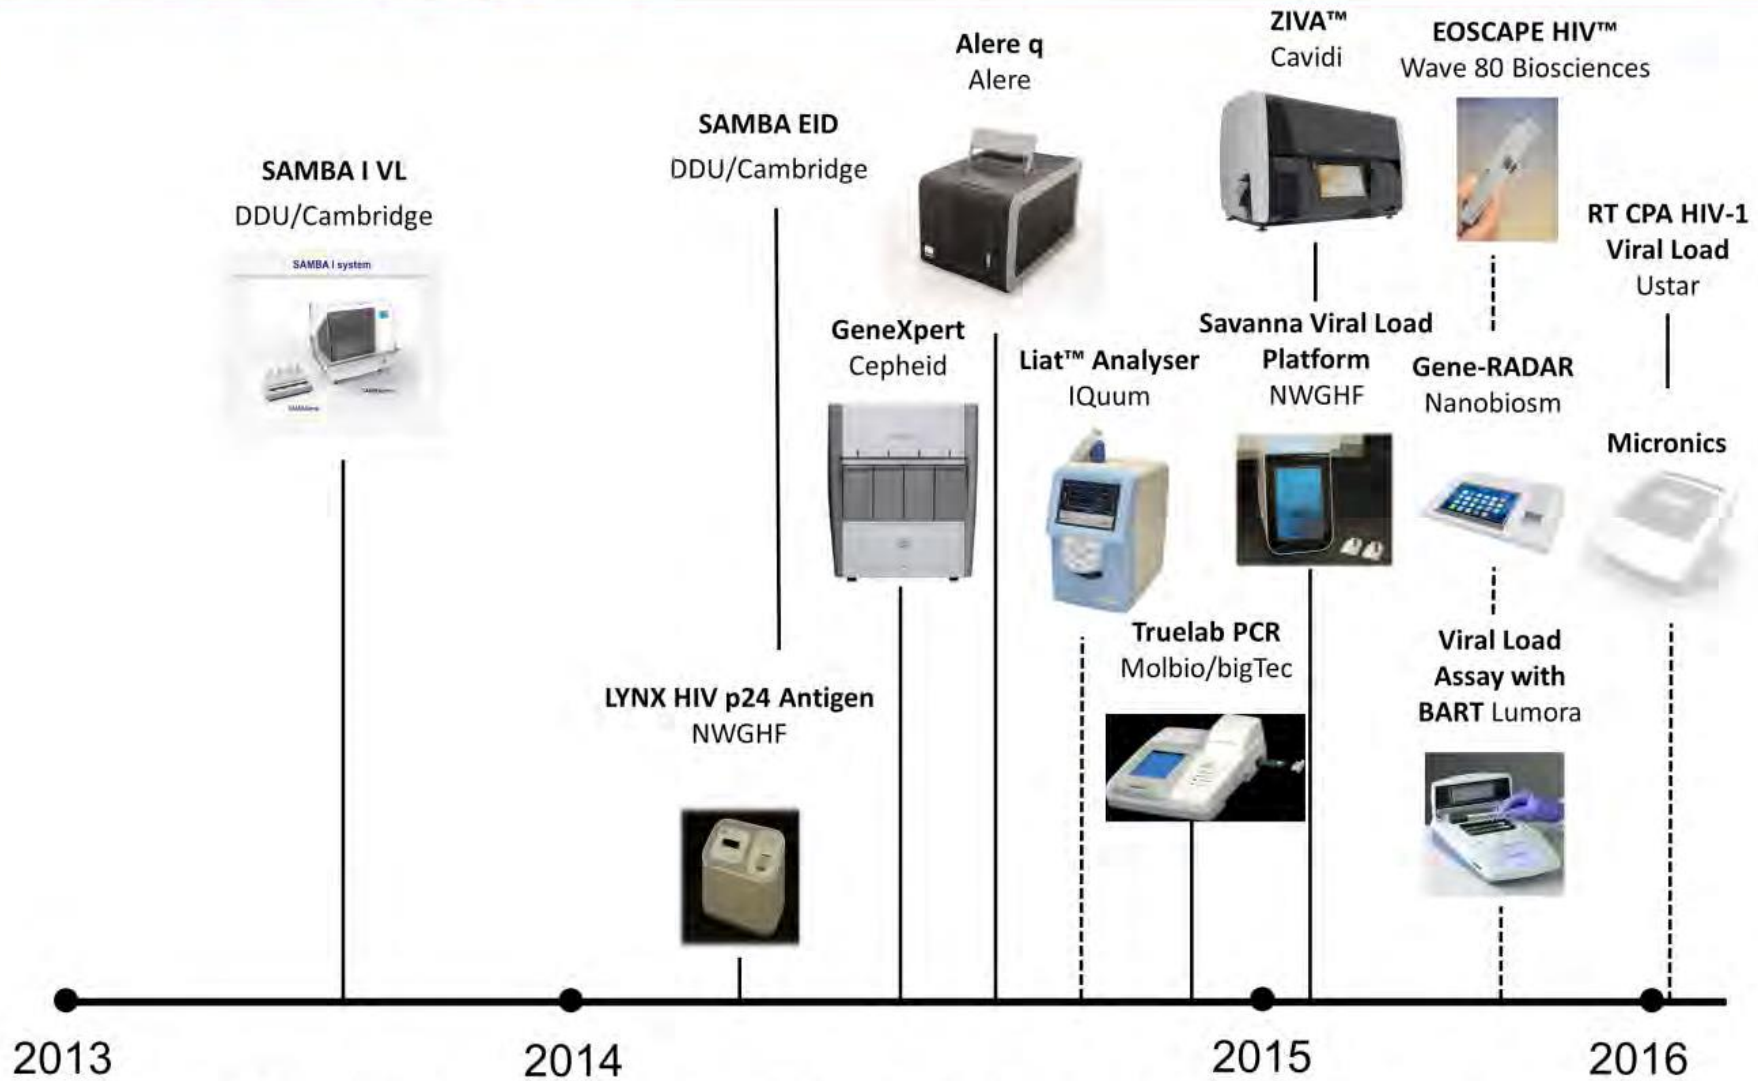 SAMBA I VL
DDU/Cambridge
SAMBA I system
SAMBA EID
DDU/Cambridge
LYNX HIV p24 Antigen
NWGHF
GeneXpert
Cepheid
Alere q
Alere
Liat™ Analyser
IQuum
Truelab PCR
Molbio/bigTec
ZIVA™
Cavidi
Savanna Viral Load
Platform
NWGHF
EOSCAPE HIV™
Wave 80 Biosciences
Gene-RADAR
Nanobiosm
Viral Load
Assay with
BART Lumora
RT CPA HIV-1
Viral Load
Ustar
Micronics
2013
2014
2015
2016